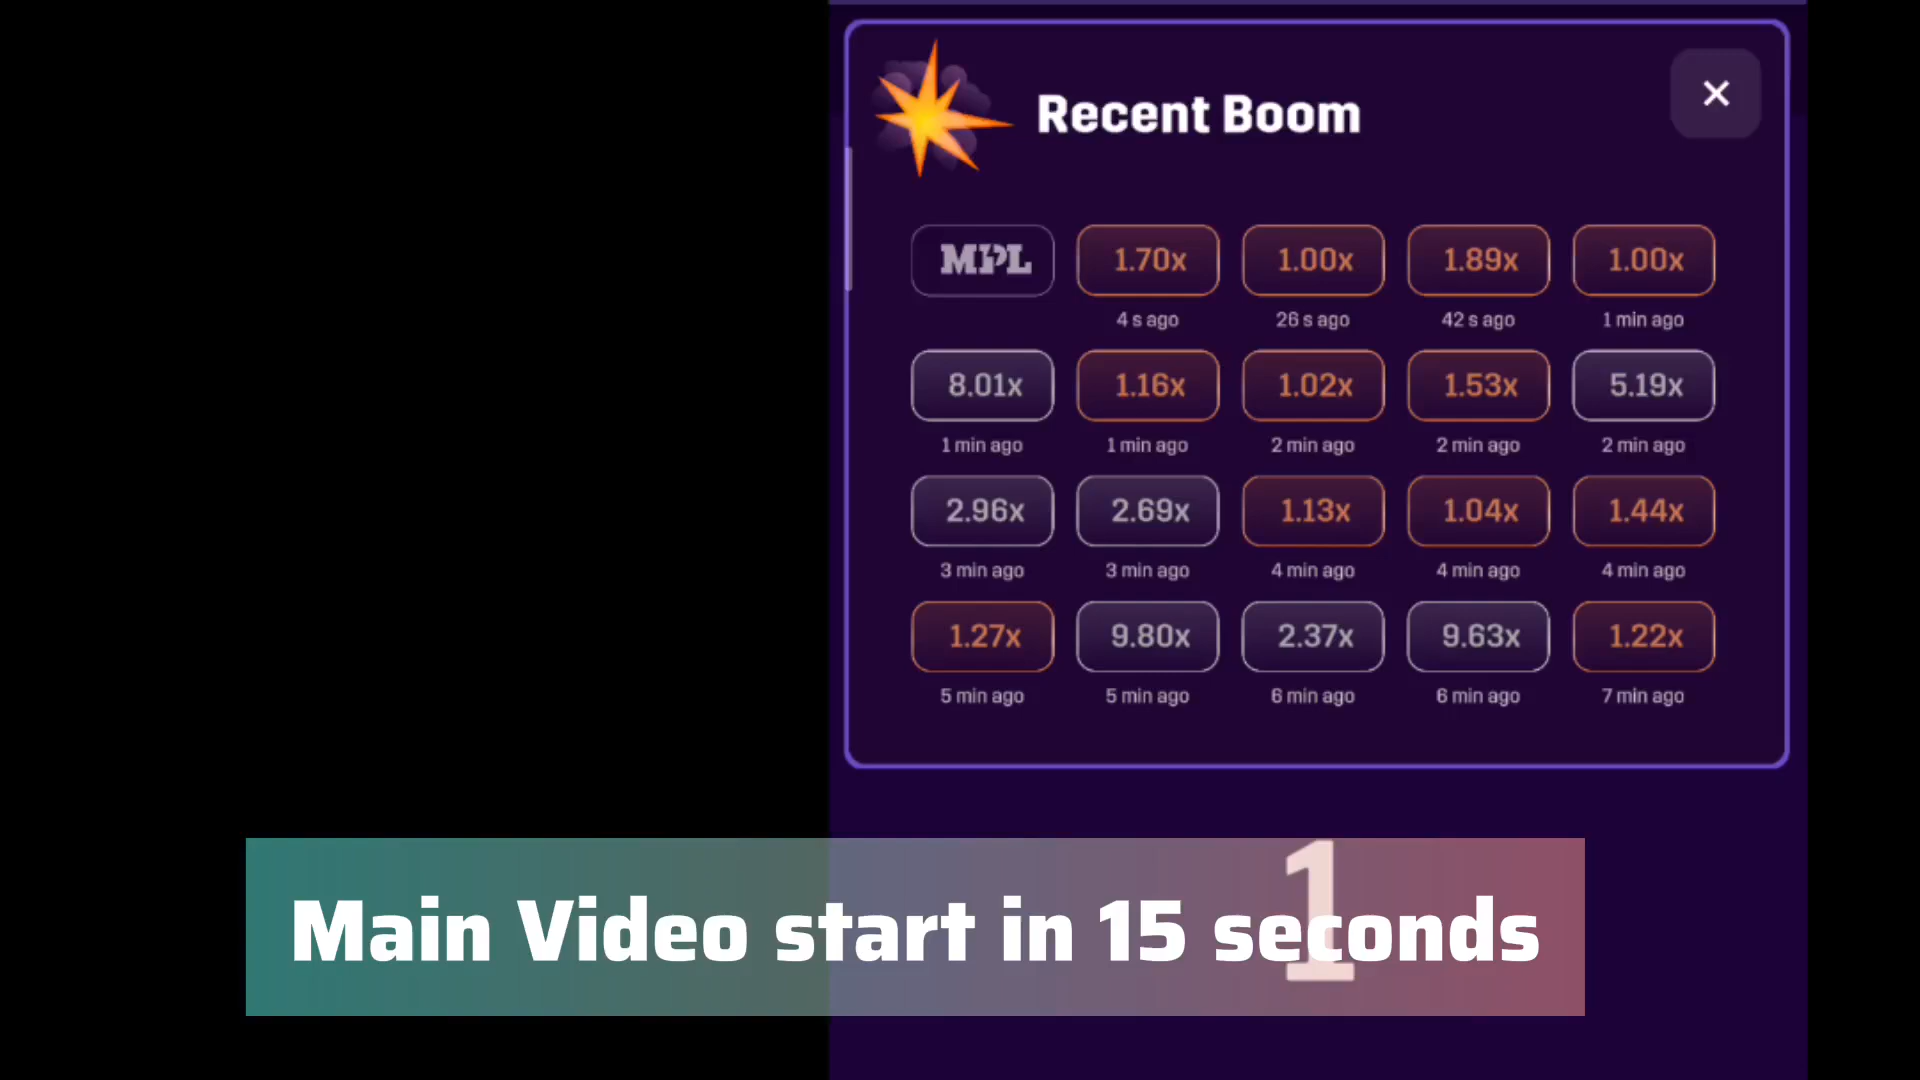 Recent Boom
MPL 1.70x 1.00x 1.89x 1.00x
4 s ago 26 s ago 42 s ago 1 min ago
8.01x 1.16x 1.02x 1.53x 5.19x
1 min ago 1 min ago 2 min ago 2 min ago 2 min ago
2.96x 2.69x 1.13x 1.04x 1.44x
3 min ago 3 min ago 4 min ago 4 min ago 4 min ago
1.27x 9.80x 2.37x 9.63x 1.22x
5 min ago 5 min ago 6 min ago 6 min ago 7 min ago
1
Main Video start in 15 seconds